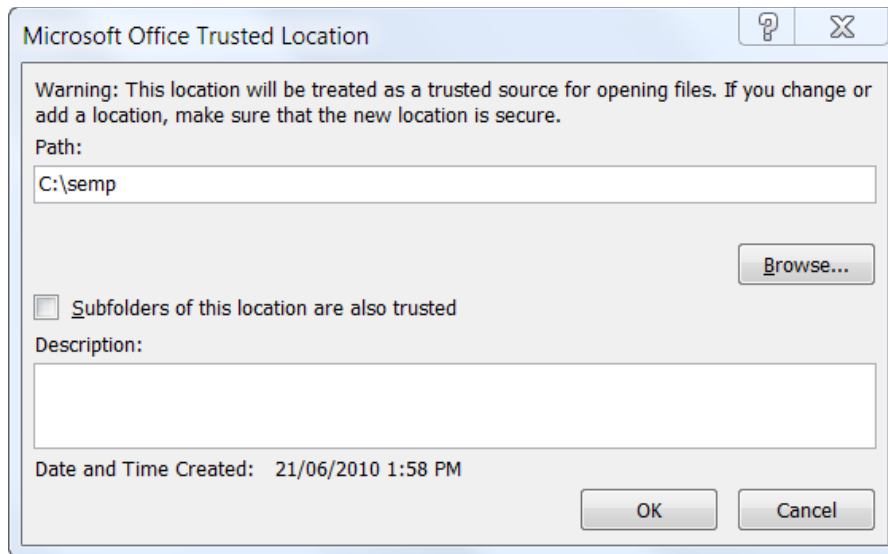 Microsoft Office Trusted Location
Warning: This location will be treated as a trusted source for opening files. If you change or
add a location, make sure that the new location is secure.
Path:
C:\semp
Browse...
Subfolders of this location are also trusted
Description:
Date and Time Created: 21/06/2010 1:58 PM
OK Cancel